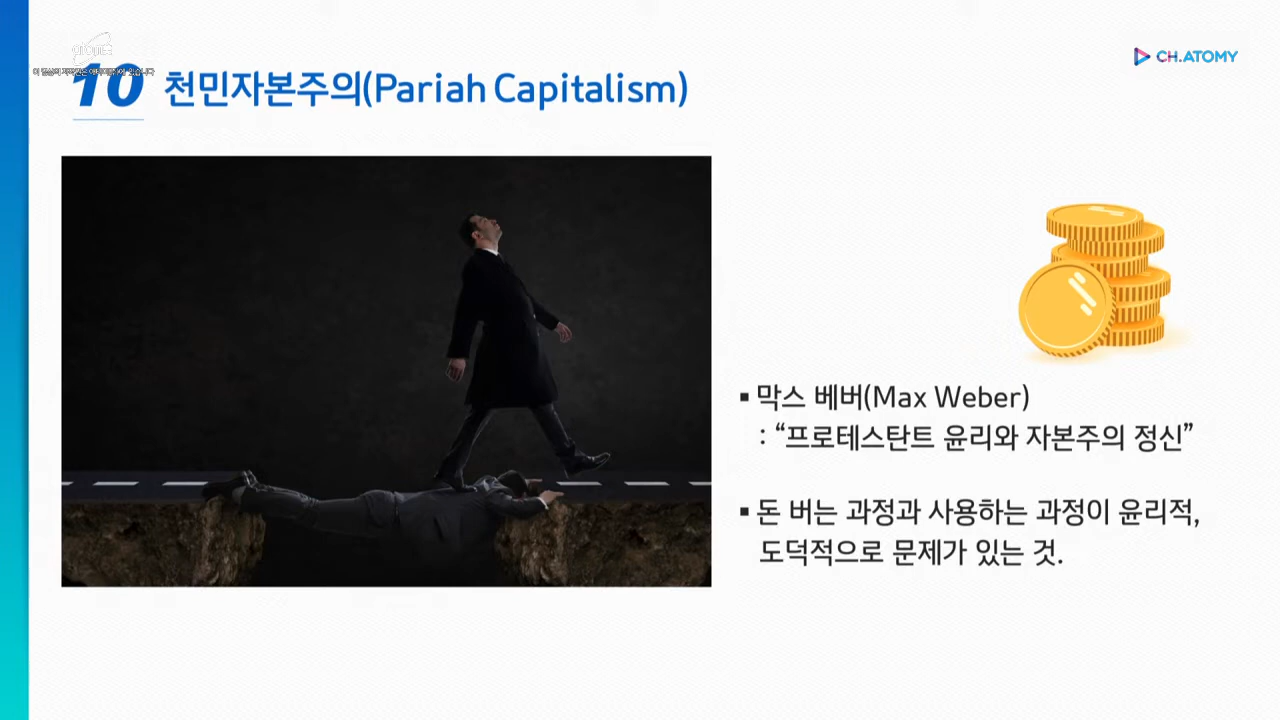 CH.ATOMY
10 천민자본주의(Pariah Capitalism)
▪ 막스 베버(Max Weber)
: “프로테스탄트 윤리와 자본주의 정신”
▪ 돈 버는 과정과 사용하는 과정이 윤리적,
도덕적으로 문제가 있는 것.